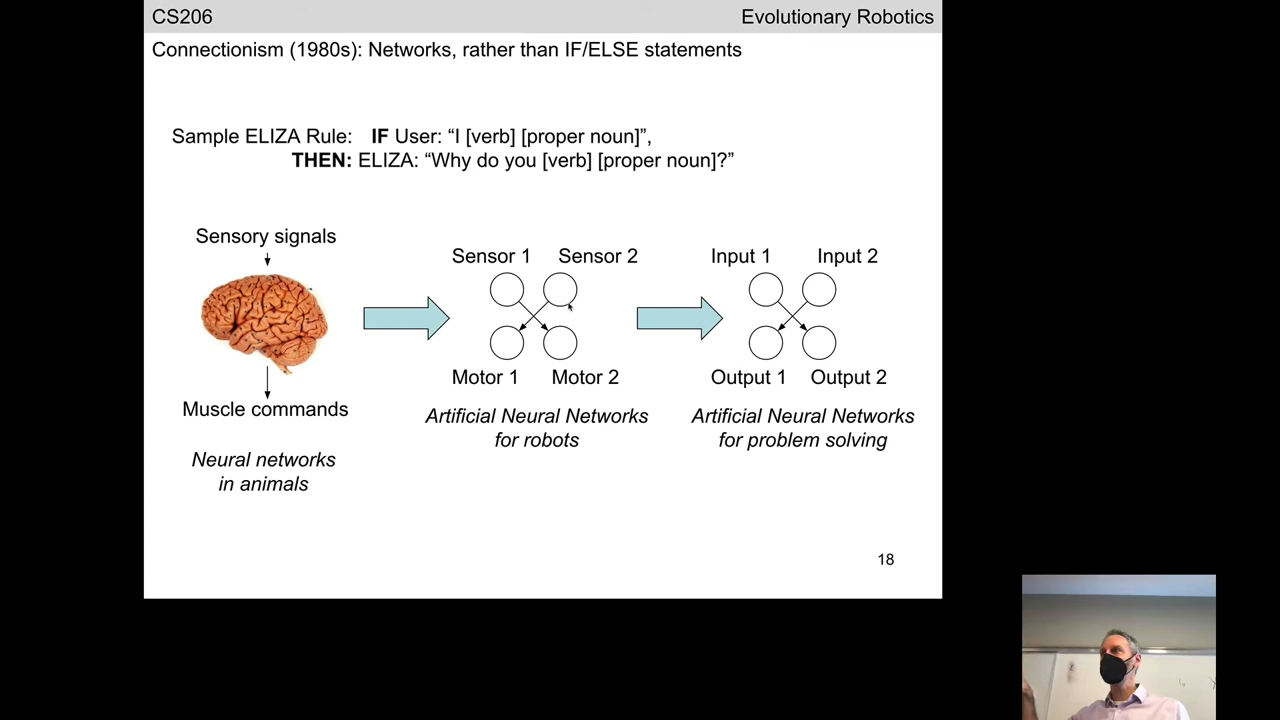 CS206 Evolutionary Robotics
Connectionism (1980s): Networks, rather than IF/ELSE statements
Sample ELIZA Rule: IF User: “I [verb] [proper noun]”,
THEN: ELIZA: “Why do you [verb] [proper noun]?”
Sensory signals
Muscle commands
Neural networks
in animals
Sensor 1 Sensor 2
Motor 1 Motor 2
Artificial Neural Networks
for robots
Input 1 Input 2
Output 1 Output 2
Artificial Neural Networks
for problem solving
18